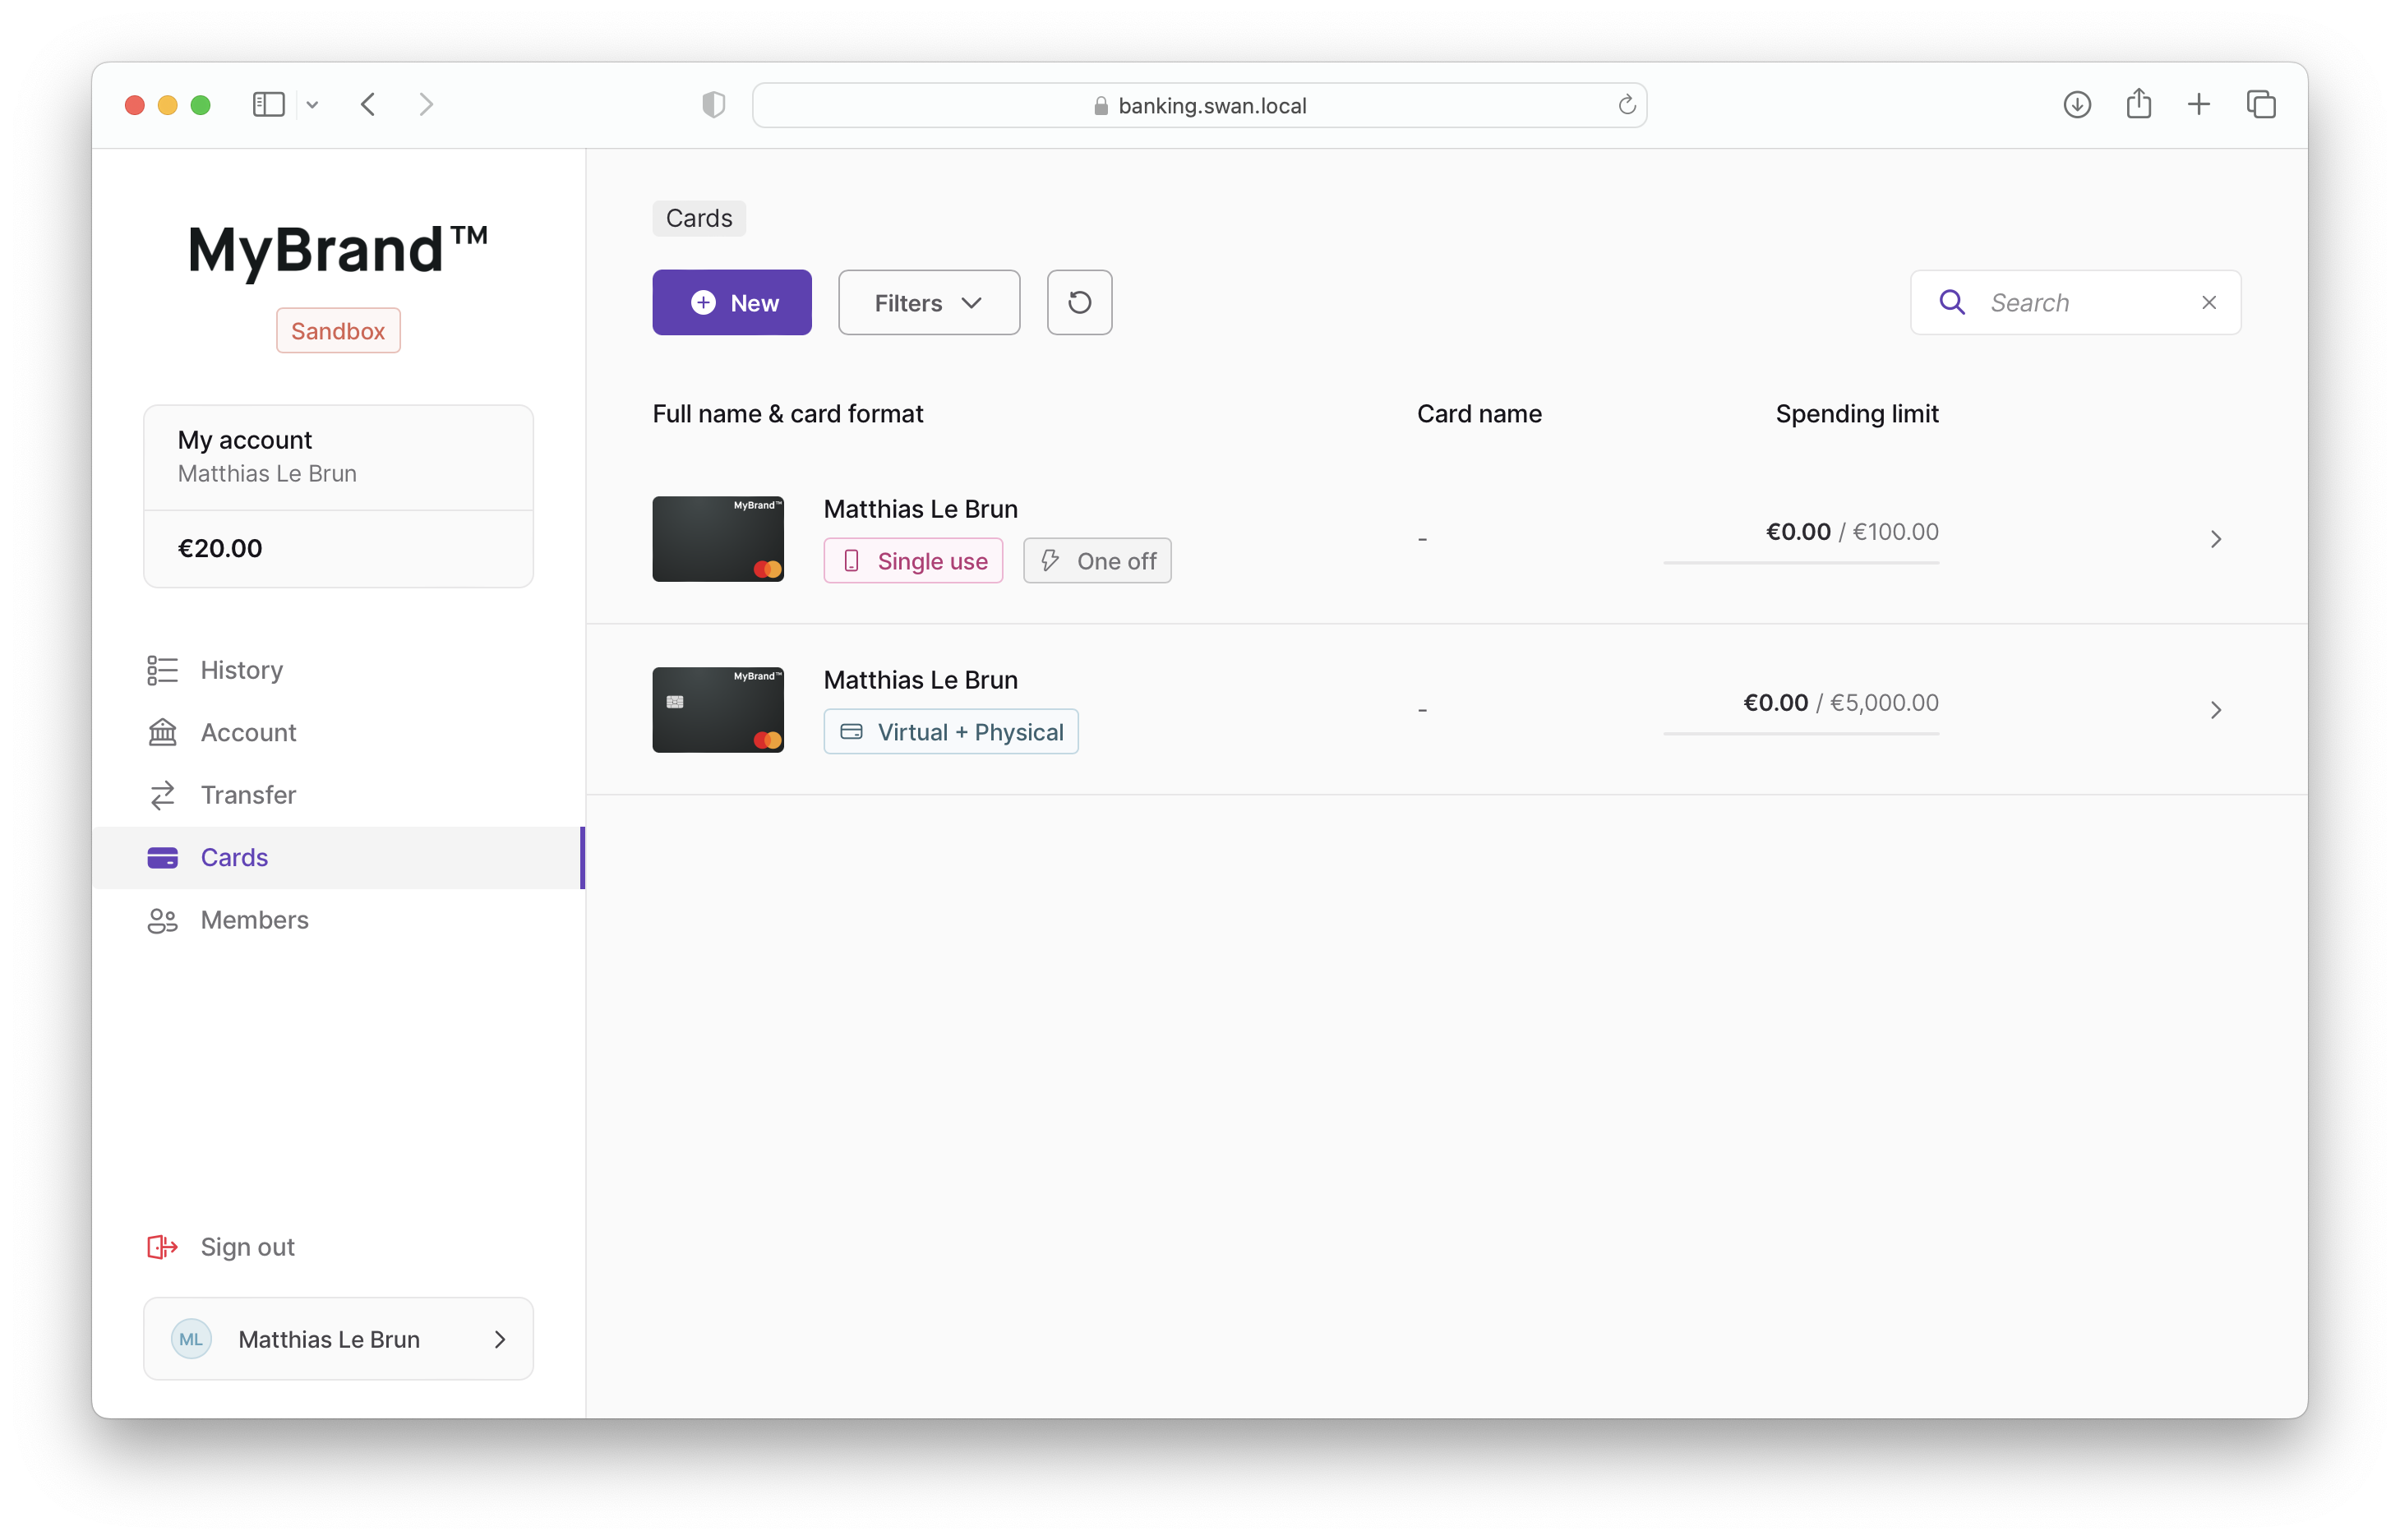 banking.swan.local
MyBrand™
Sandbox
My account
Matthias Le Brun
€20.00
History
Account
Transfer
Cards
Members
Sign out
ML Matthias Le Brun
Cards
New Filters Search
Full name & card format Card name Spending limit
MyBrand™
Matthias Le Brun
Single use One off
- €0.00 / €100.00
MyBrand™
Matthias Le Brun
Virtual + Physical
- €0.00 / €5,000.00